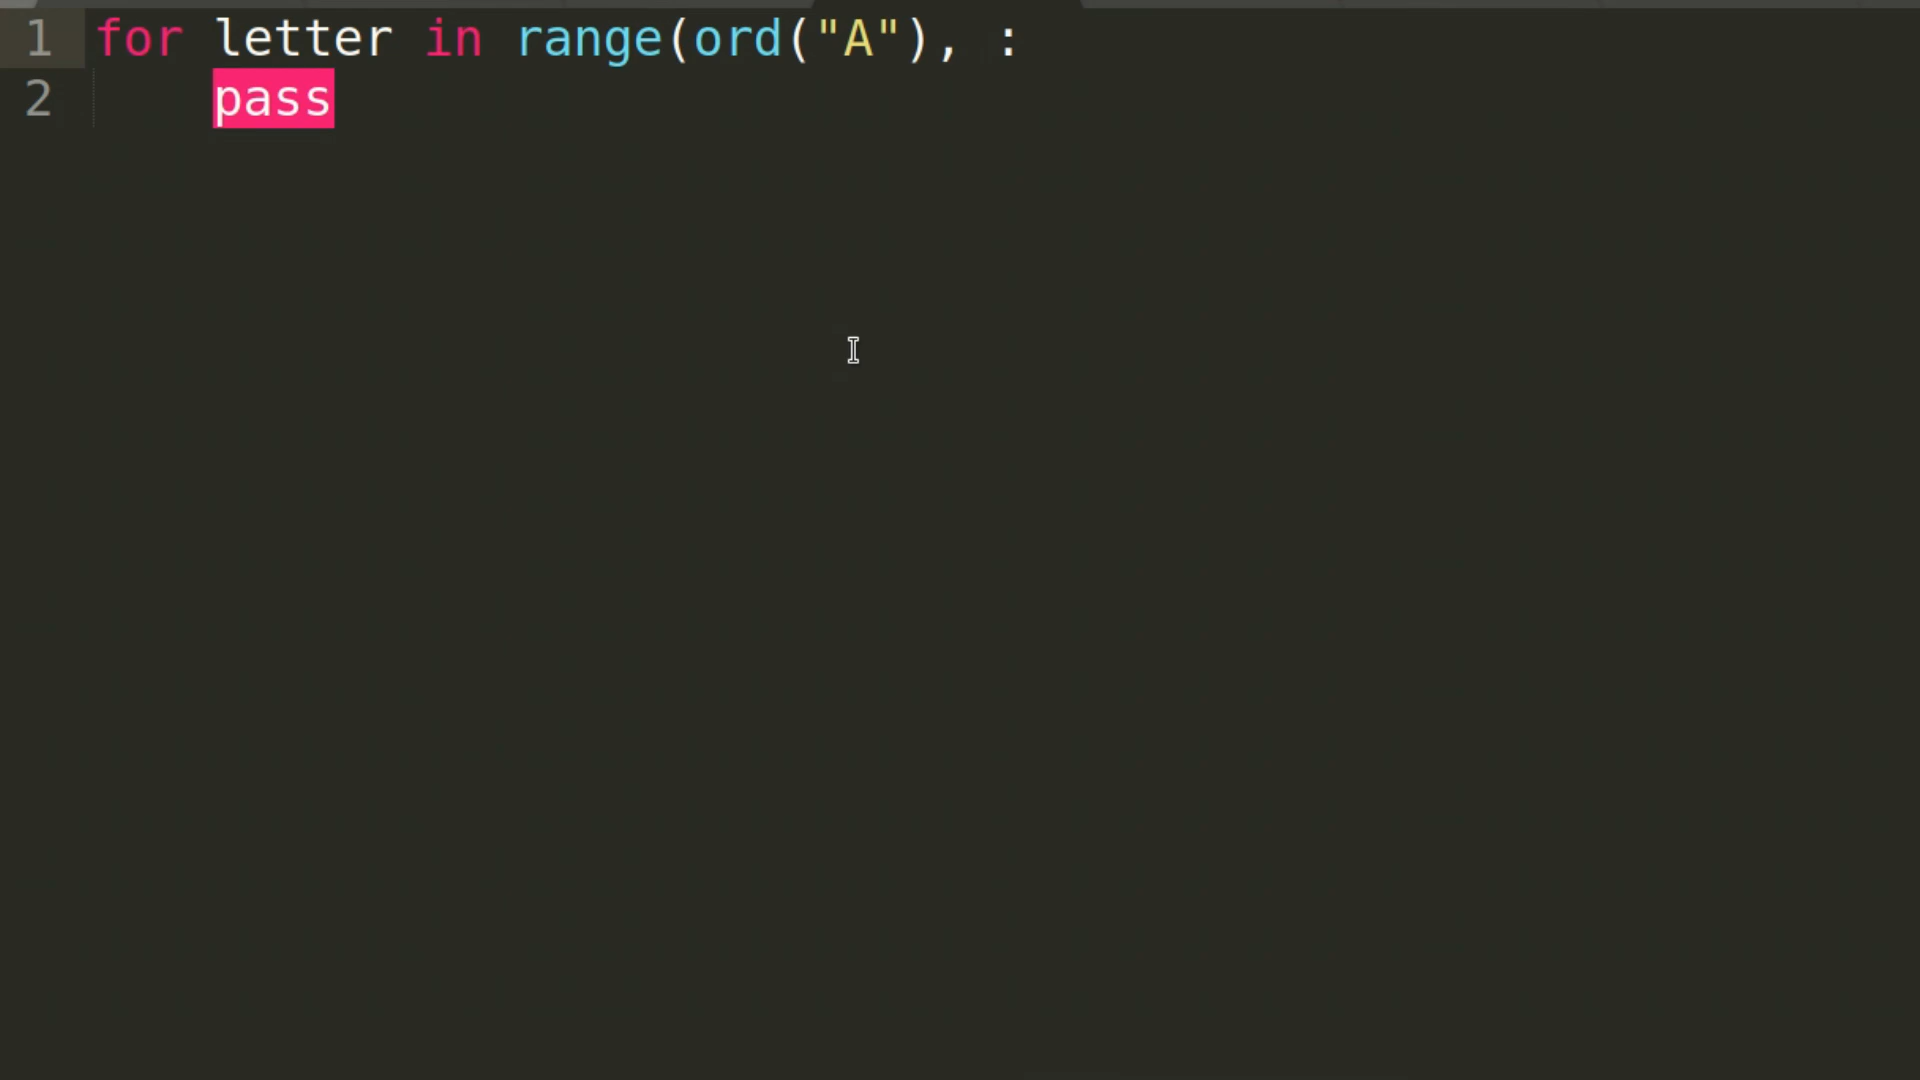 1 for letter in range(ord("A"), :
2     pass